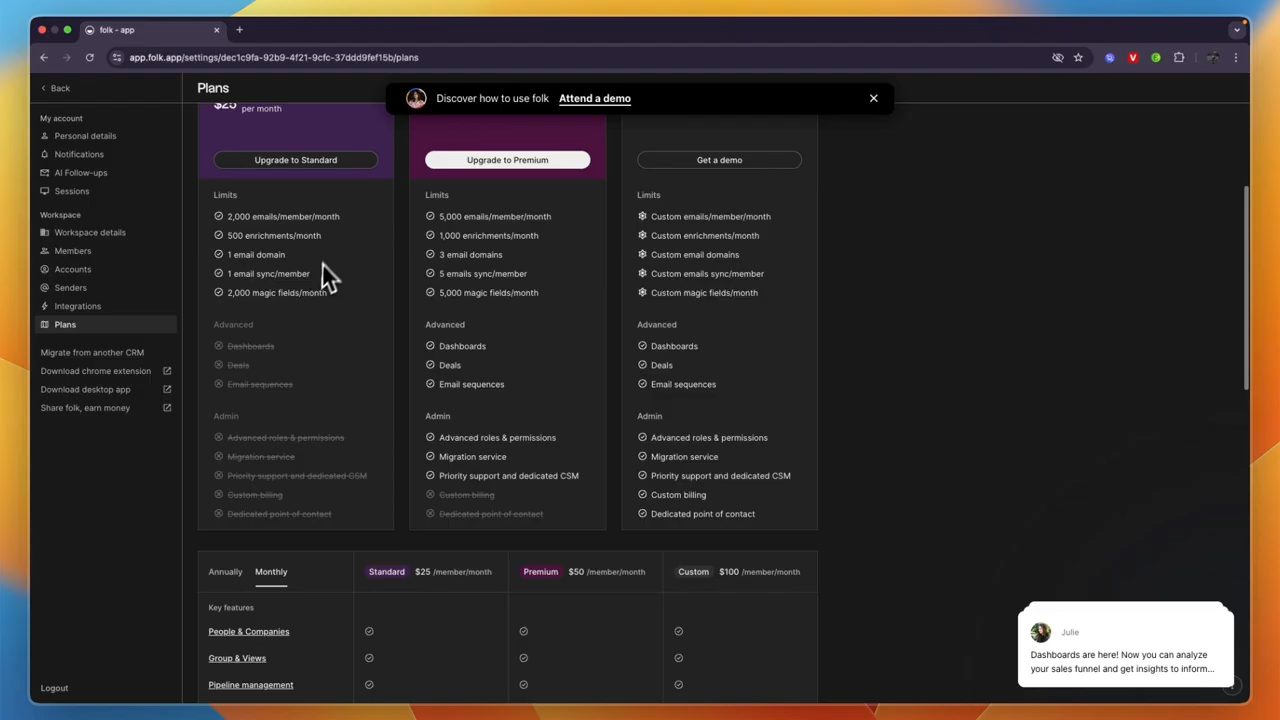 folk - app
app.folk.app/settings/dec1c9fa-92b9-4f21-9cfc-37ddd9fef15b/plans
Back
Plans
Discover how to use folk Attend a demo
My account
Personal details
Notifications
AI Follow-ups
Sessions
Workspace
Workspace details
Members
Accounts
Senders
Integrations
Plans
Migrate from another CRM
Download chrome extension
Download desktop app
Share folk, earn money
Logout
$25 per month
Upgrade to Standard
Limits
2,000 emails/member/month
500 enrichments/month
1 email domain
1 email sync/member
2,000 magic fields/month
Advanced
Dashboards
Deals
Email sequences
Admin
Advanced roles & permissions
Migration service
Priority support and dedicated CSM
Custom billing
Dedicated point of contact
Upgrade to Premium
Limits
5,000 emails/member/month
1,000 enrichments/month
3 email domains
5 emails sync/member
5,000 magic fields/month
Advanced
Dashboards
Deals
Email sequences
Admin
Advanced roles & permissions
Migration service
Priority support and dedicated CSM
Custom billing
Dedicated point of contact
Get a demo
Limits
Custom emails/member/month
Custom enrichments/month
Custom email domains
Custom emails sync/member
Custom magic fields/month
Advanced
Dashboards
Deals
Email sequences
Admin
Advanced roles & permissions
Migration service
Priority support and dedicated CSM
Custom billing
Dedicated point of contact
Annually Monthly Standard $25 /member/month Premium $50 /member/month Custom $100 /member/month
Key features
People & Companies
Group & Views
Pipeline management
Julie
Dashboards are here! Now you can analyze
your sales funnel and get insights to inform...